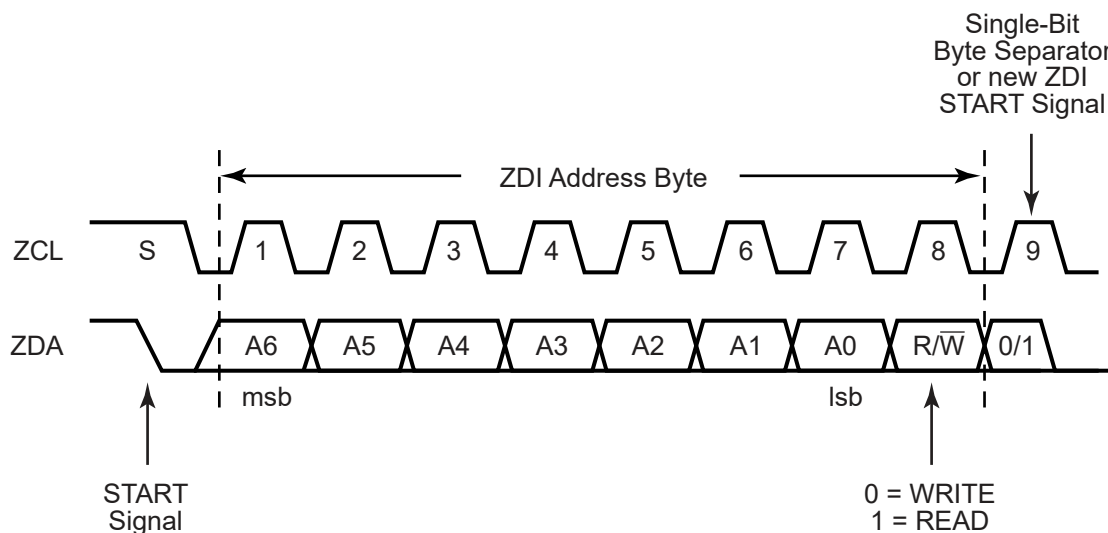 Single-Bit
Byte Separator
or new ZDI
START Signal
ZDI Address Byte
ZCL S 1 2 3 4 5 6 7 8 9
ZDA A6 A5 A4 A3 A2 A1 A0 R/W̅ 0/1
msb lsb
START
Signal
0 = WRITE
1 = READ